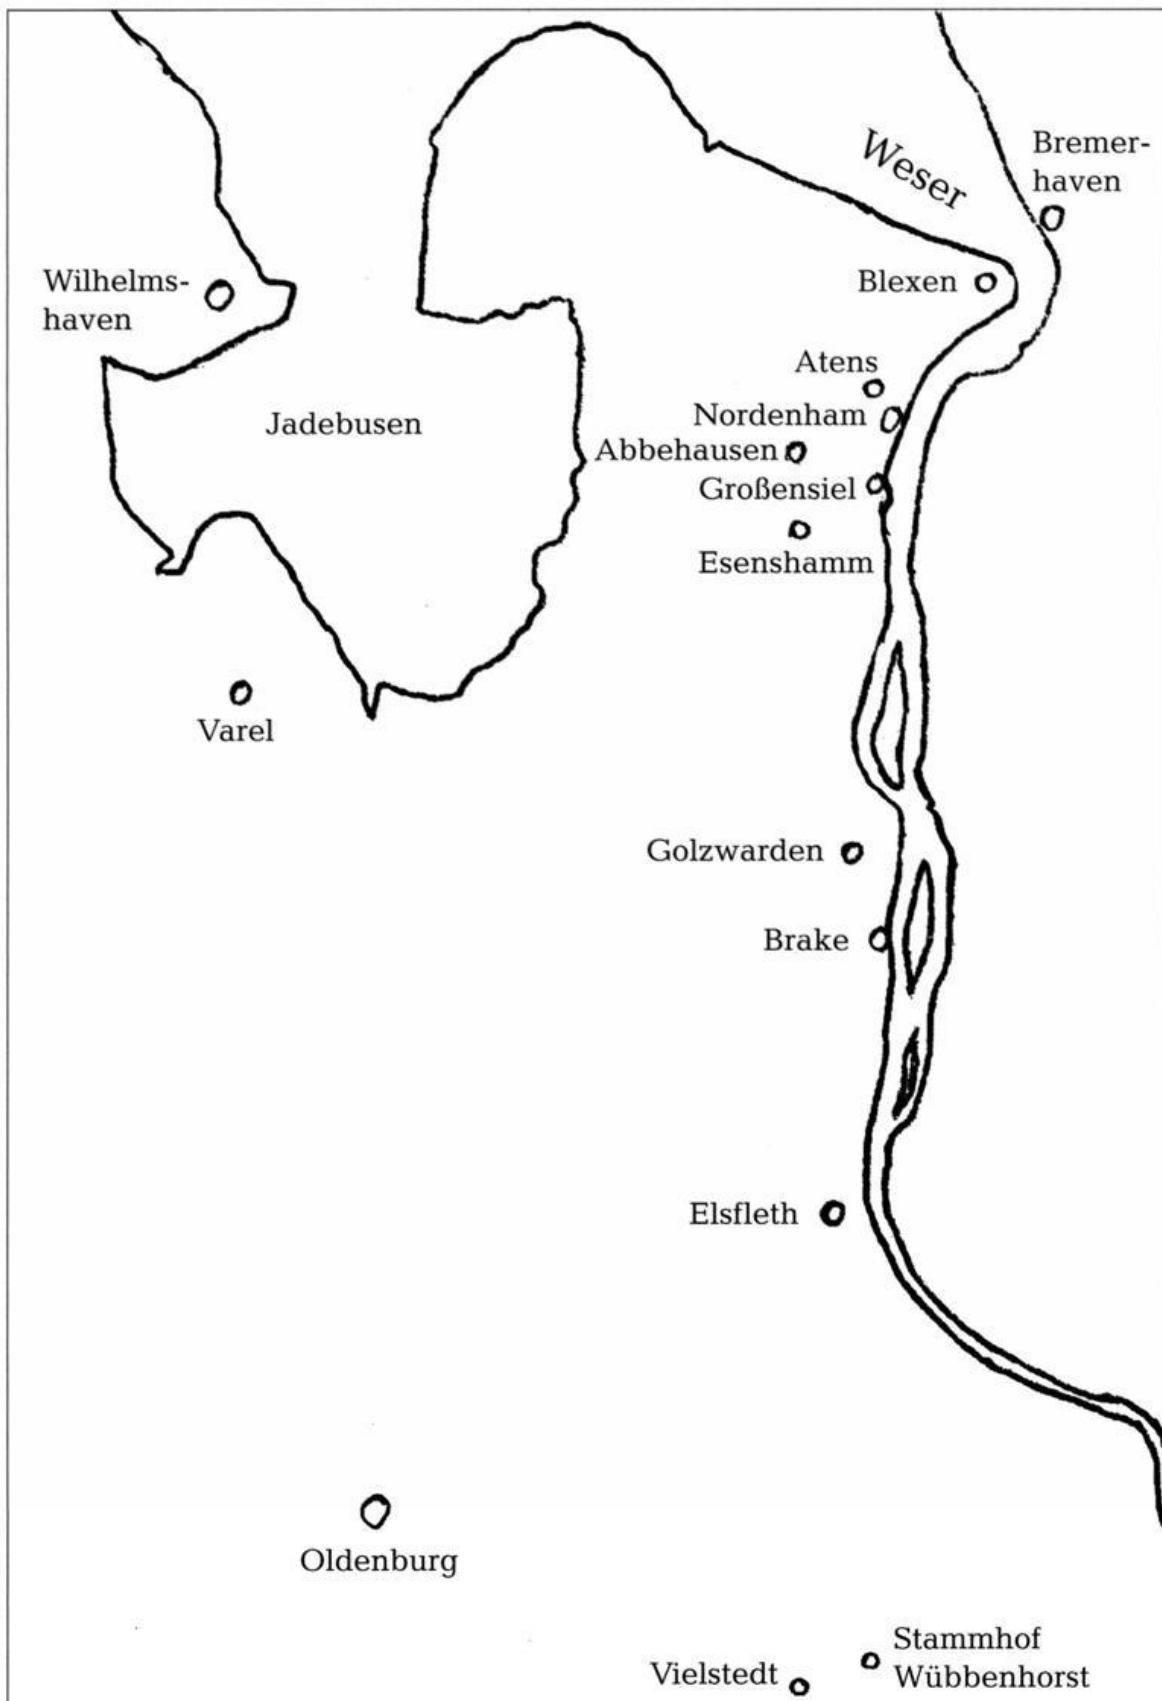 Weser
Bremer-
haven
Wilhelms-
haven
Blexen
Atens
Nordenham
Jadebusen
Abbehausen
Großensiel
Esenshamm
Varel
Golzwarden
Brake
Elsfleth
Oldenburg
Stammhof
Wübbenhorst
Vielstedt